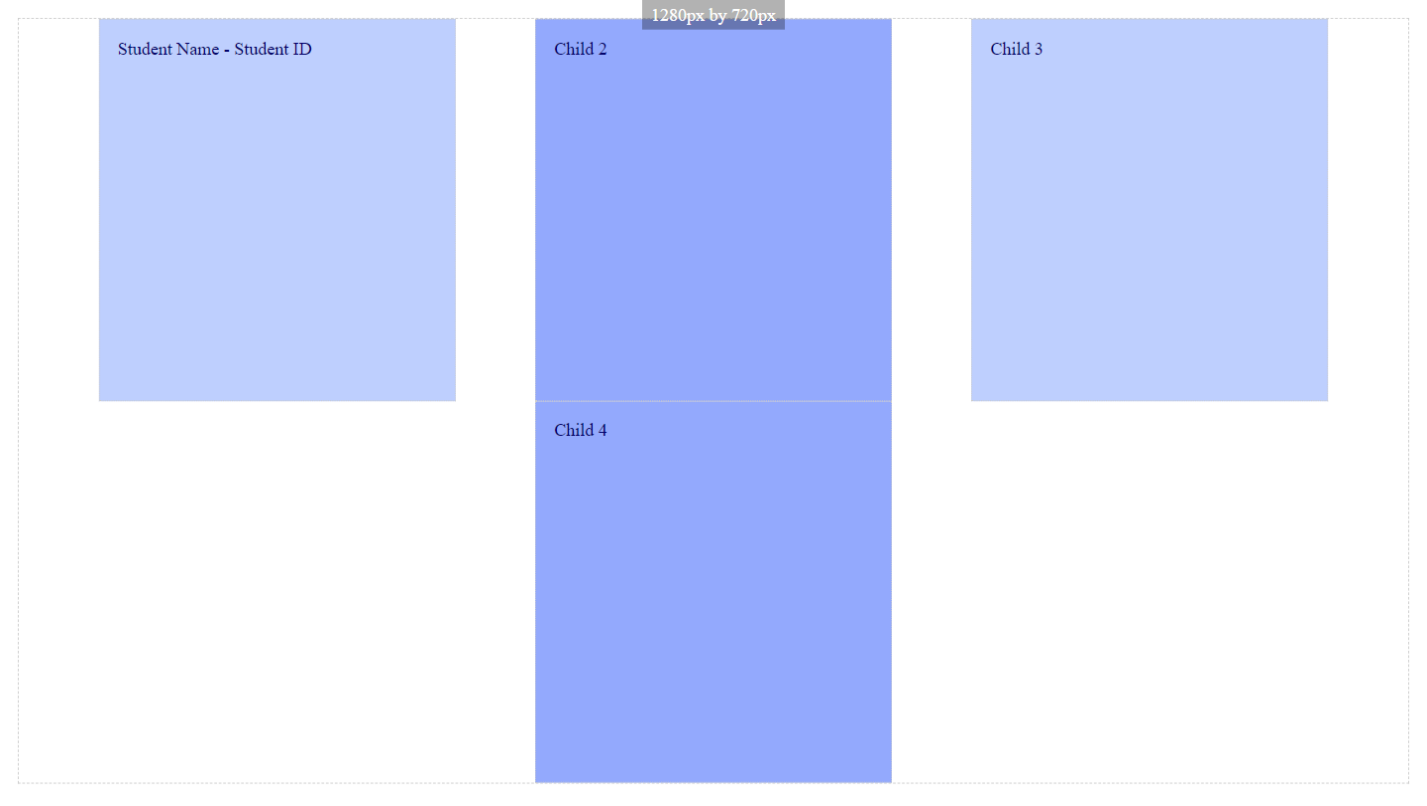 1280px by 720px
Student Name - Student ID
Child 2
Child 3
Child 4